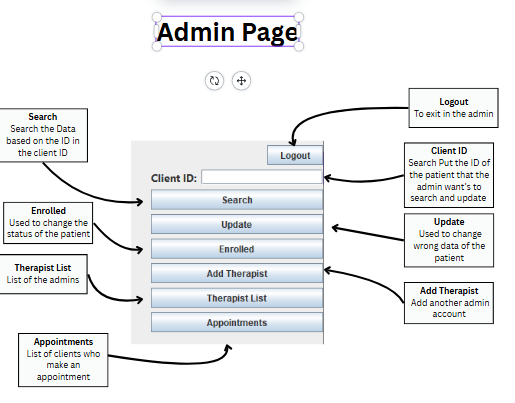 Admin Page
Search
Search the Data
based on the ID in
the client ID
Enrolled
Used to change the
status of the patient
Therapist List
List of the admins
Appointments
List of clients who
make an
appointment
Logout
Client ID:
Search
Update
Enrolled
Add Therapist
Therapist List
Appointments
Logout
To exit in the admin
Client ID
Search Put the ID of
the patient that the
admin want's to
search and update
Update
Used to change
wrong data of the
patient
Add Therapist
Add another admin
account